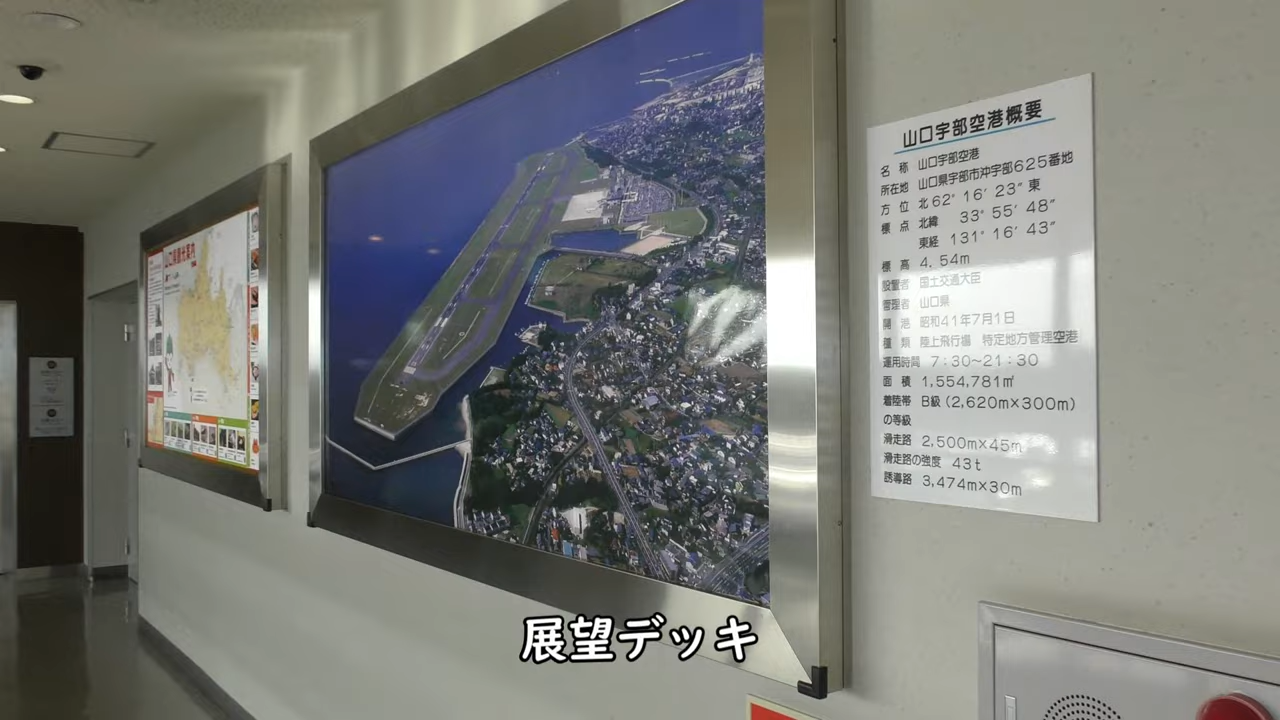 山口県観光案内
山口宇部空港概要
名 称 山口宇部空港
所在地 山口県宇部市沖宇部625番地
方 位 北62°16′23″東
標 点 北緯 33°55′48″
東経 131°16′43″
標 高 4.54m
設置者 国土交通大臣
管理者 山口県
開 港 昭和41年7月1日
種 類 陸上飛行場 特定地方管理空港
運用時間 7:30~21:30
面 積 1,554,781㎡
着陸帯 B級(2,620m×300m)
の等級
滑走路 2,500m×45m
滑走路の強度 43t
誘導路 3,474m×30m
展望デッキ